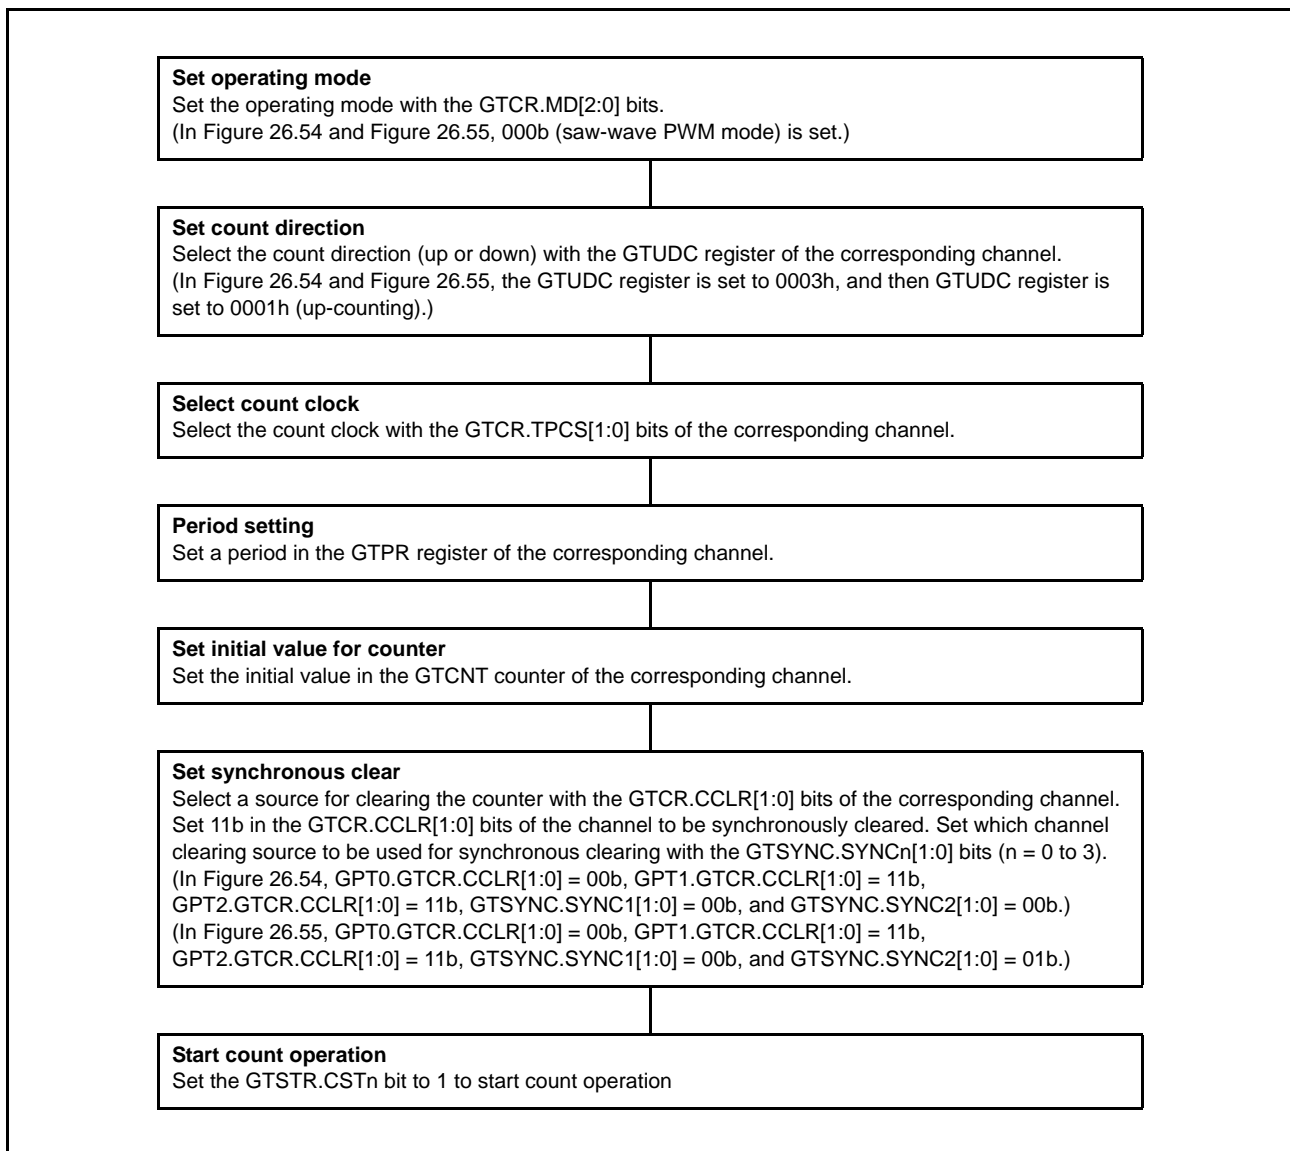 Set operating mode
Set the operating mode with the GTCR.MD[2:0] bits.
(In Figure 26.54 and Figure 26.55, 000b (saw-wave PWM mode) is set.)
Set count direction
Select the count direction (up or down) with the GTUDC register of the corresponding channel.
(In Figure 26.54 and Figure 26.55, the GTUDC register is set to 0003h, and then GTUDC register is
set to 0001h (up-counting).)
Select count clock
Select the count clock with the GTCR.TPCS[1:0] bits of the corresponding channel.
Period setting
Set a period in the GTPR register of the corresponding channel.
Set initial value for counter
Set the initial value in the GTCNT counter of the corresponding channel.
Set synchronous clear
Select a source for clearing the counter with the GTCR.CCLR[1:0] bits of the corresponding channel.
Set 11b in the GTCR.CCLR[1:0] bits of the channel to be synchronously cleared. Set which channel
clearing source to be used for synchronous clearing with the GTSYNC.SYNCn[1:0] bits (n = 0 to 3).
(In Figure 26.54, GPT0.GTCR.CCLR[1:0] = 00b, GPT1.GTCR.CCLR[1:0] = 11b,
GPT2.GTCR.CCLR[1:0] = 11b, GTSYNC.SYNC1[1:0] = 00b, and GTSYNC.SYNC2[1:0] = 00b.)
(In Figure 26.55, GPT0.GTCR.CCLR[1:0] = 00b, GPT1.GTCR.CCLR[1:0] = 11b,
GPT2.GTCR.CCLR[1:0] = 11b, GTSYNC.SYNC1[1:0] = 00b, and GTSYNC.SYNC2[1:0] = 01b.)
Start count operation
Set the GTSTR.CSTn bit to 1 to start count operation